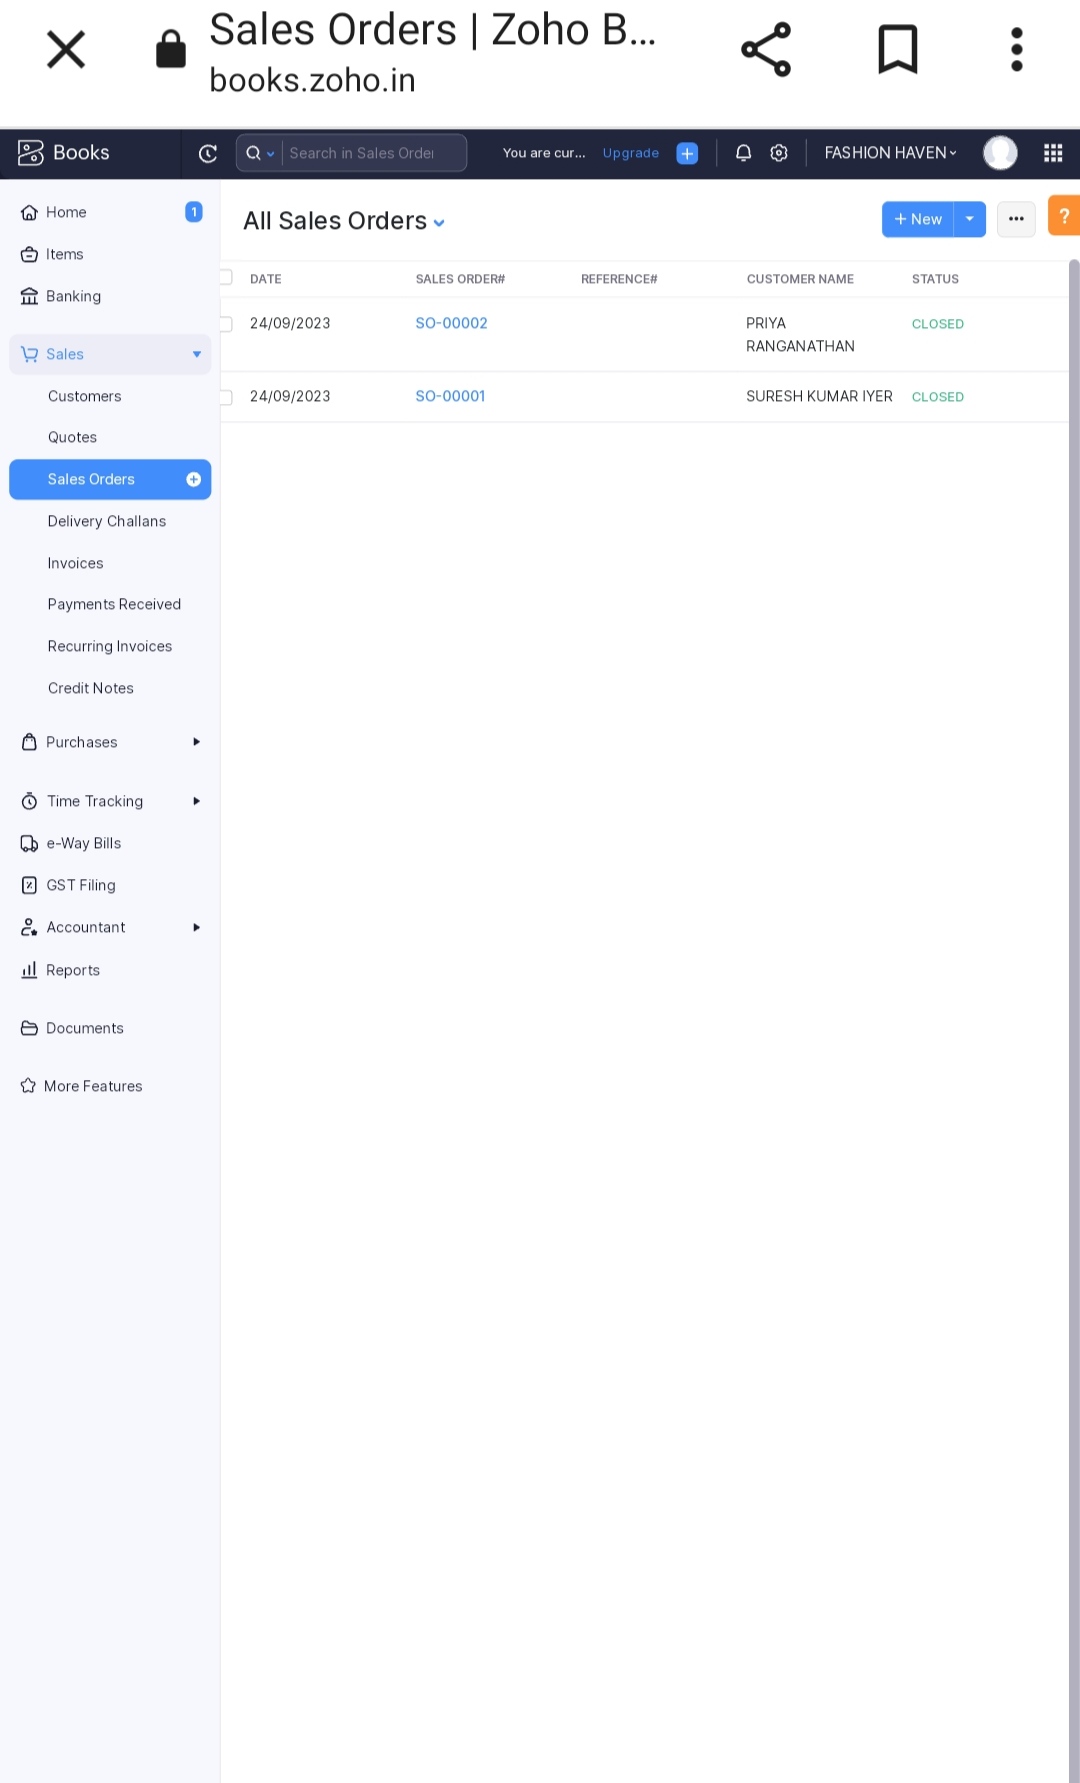 Sales Orders | Zoho B...
books.zoho.in
Books
Search in Sales Order
You are cur... Upgrade
FASHION HAVEN
Home 1
Items
Banking
Sales
Customers
Quotes
Sales Orders
Delivery Challans
Invoices
Payments Received
Recurring Invoices
Credit Notes
Purchases
Time Tracking
e-Way Bills
GST Filing
Accountant
Reports
Documents
More Features
All Sales Orders
+ New
?
DATE SALES ORDER# REFERENCE# CUSTOMER NAME STATUS
24/09/2023 SO-00002 PRIYA RANGANATHAN CLOSED
24/09/2023 SO-00001 SURESH KUMAR IYER CLOSED